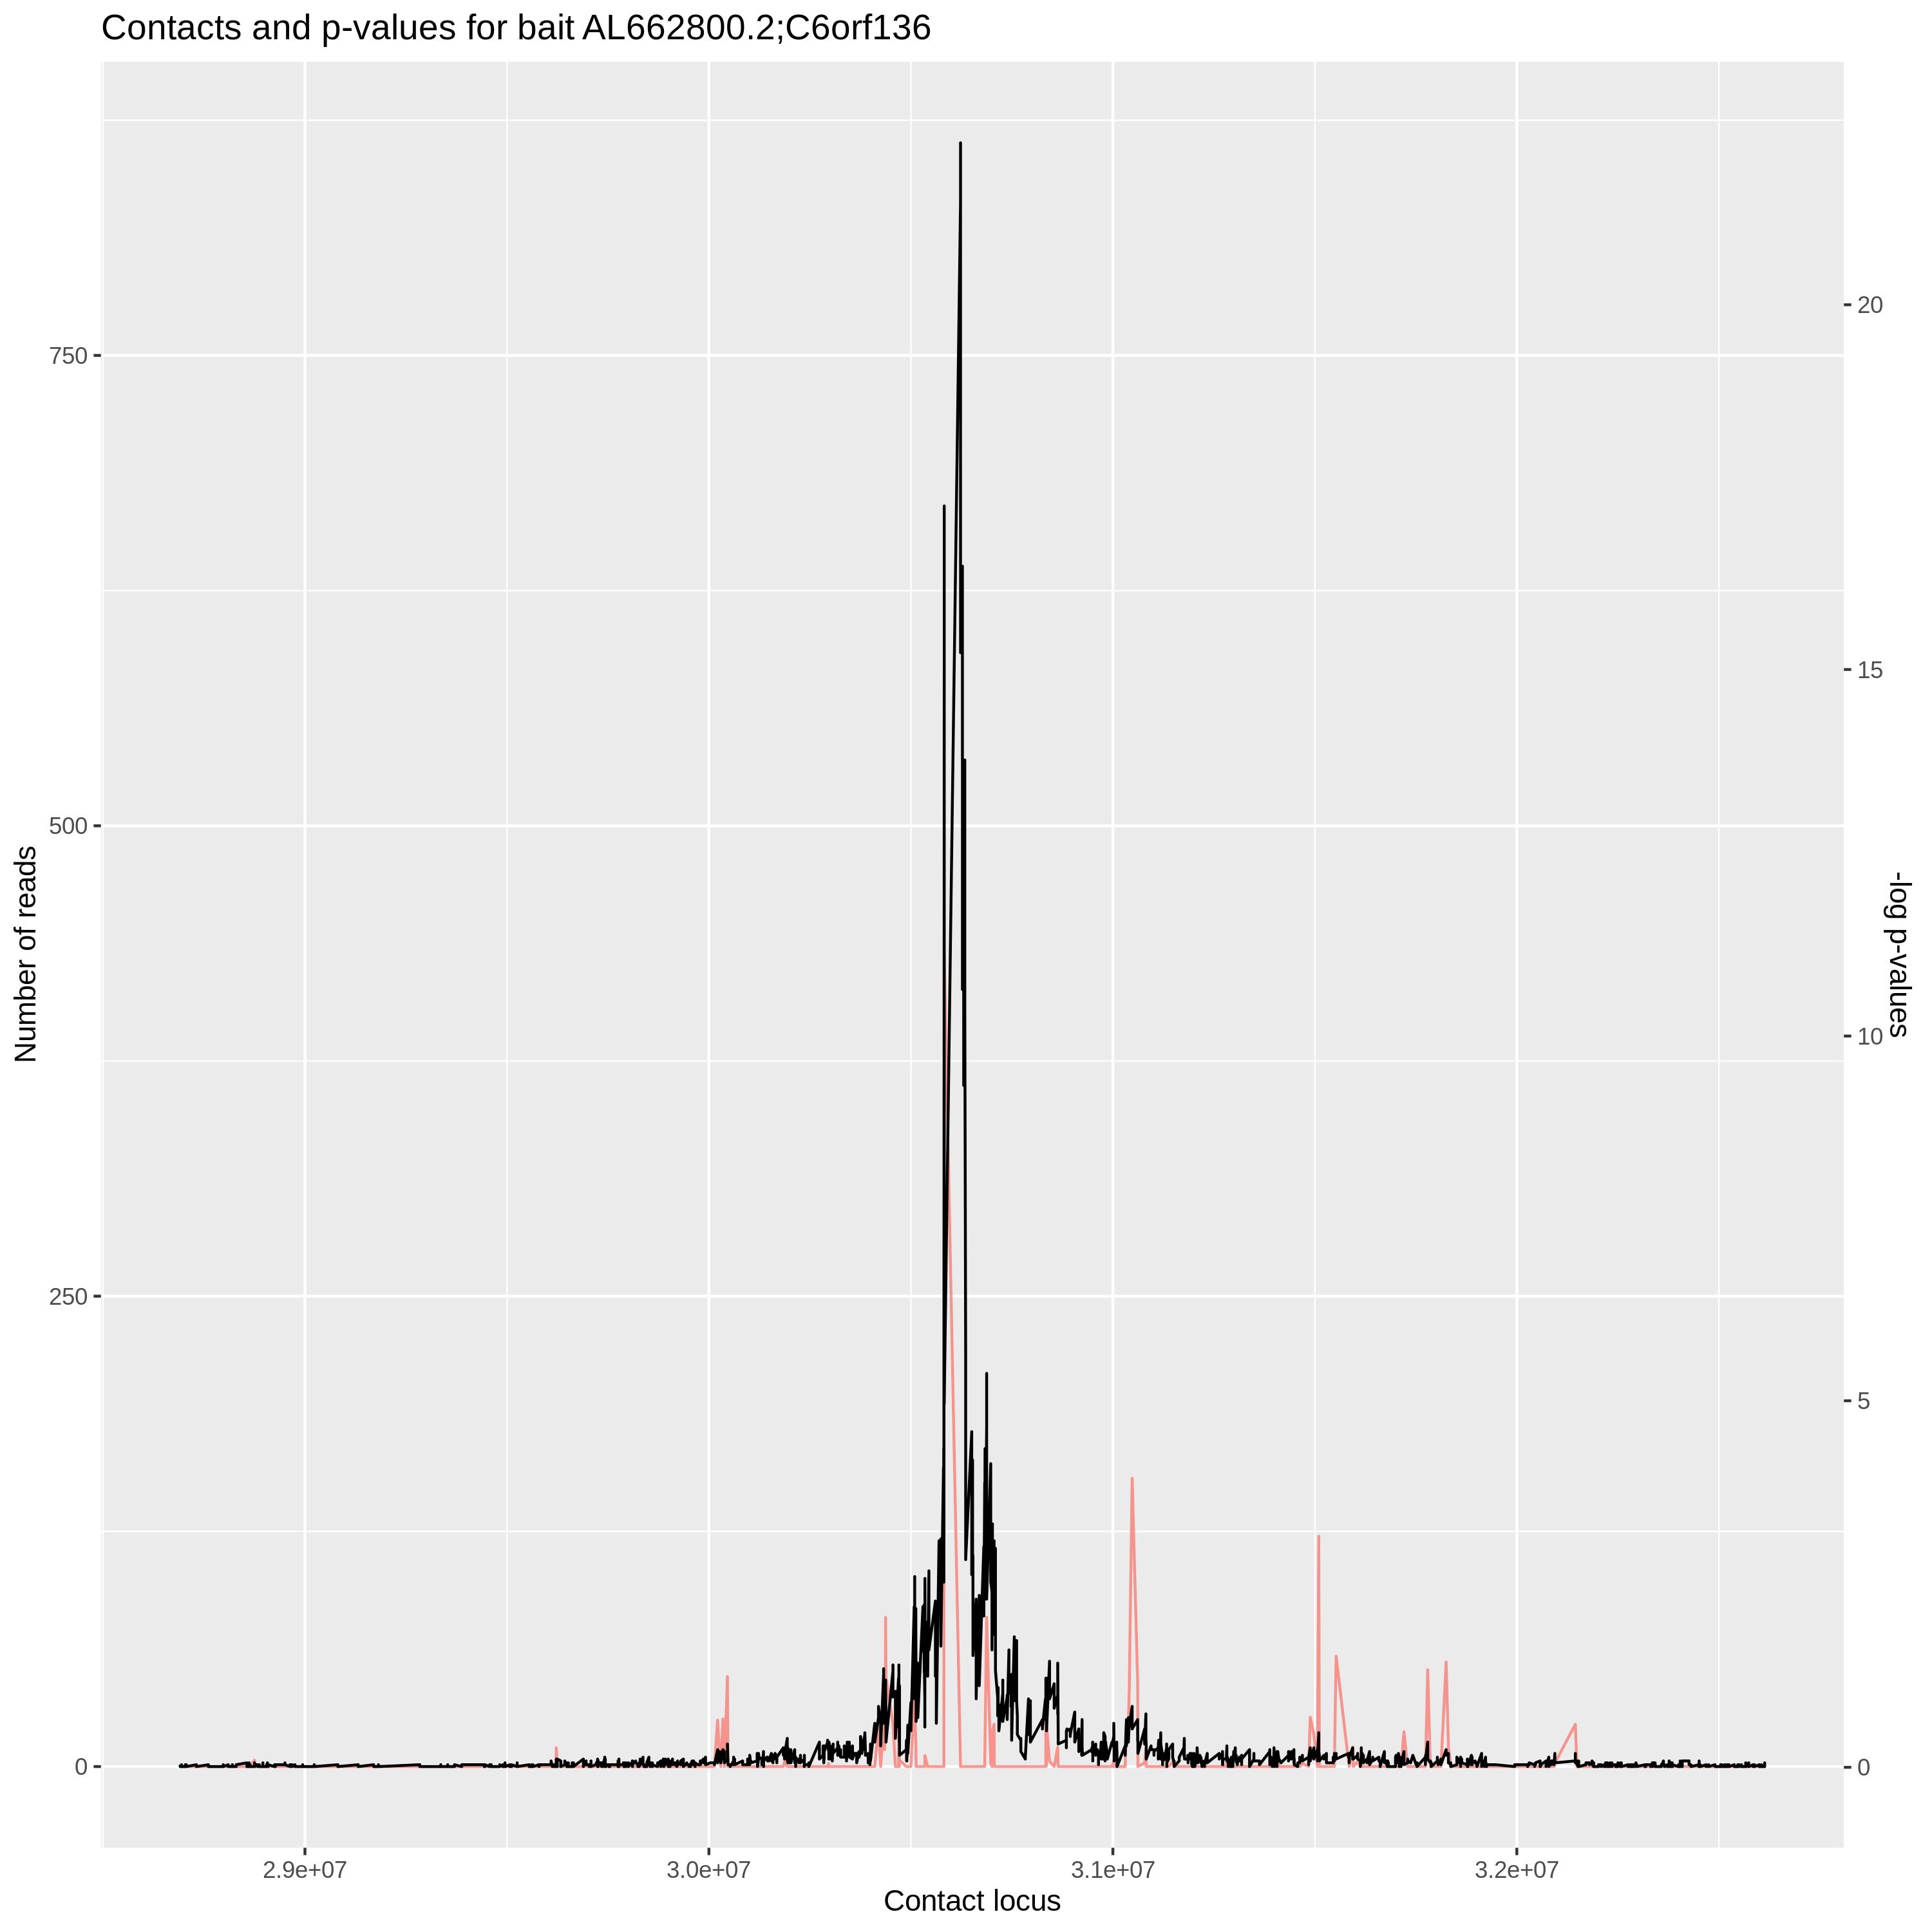 Contacts and p-values for bait AL662800.2;C6orf136
Number of reads
750
500
250
0
20
15
10
5
0
-log p-values
2.9e+07
3.0e+07
3.1e+07
3.2e+07
Contact locus